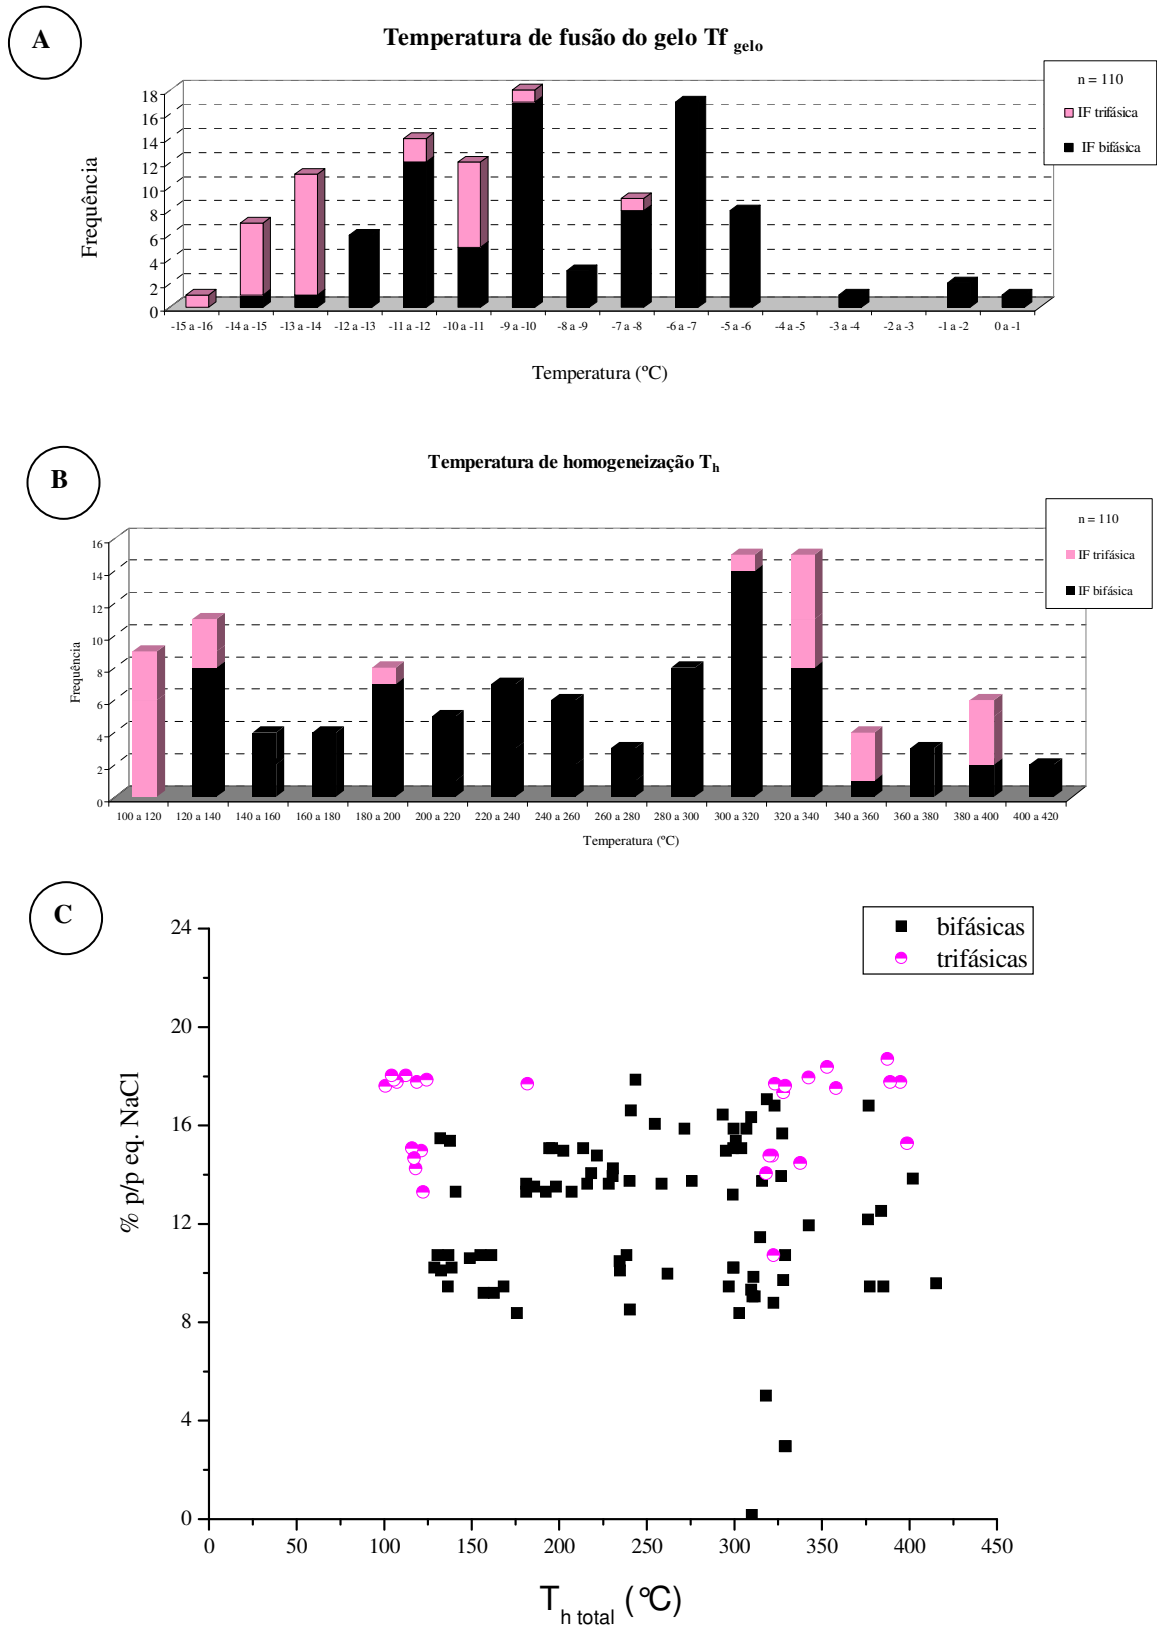 A
Temperatura de fusão do gelo Tf gelo
n = 110
IF trifásica
IF bifásica
Frequência
18
16
14
12
10
8
6
4
2
0
-15 a -16 -14 a -15 -13 a -14 -12 a -13 -11 a -12 -10 a -11 -9 a -10 -8 a -9 -7 a -8 -6 a -7 -5 a -6 -4 a -5 -3 a -4 -2 a -3 -1 a -2 0 a -1
Temperatura (ºC)
B
Temperatura de homogeneização Th
n = 110
IF trifásica
IF bifásica
Frequência
16
14
12
10
8
6
4
2
0
100 a 120 120 a 140 140 a 160 160 a 180 180 a 200 200 a 220 220 a 240 240 a 260 260 a 280 280 a 300 300 a 320 320 a 340 340 a 360 360 a 380 380 a 400 400 a 420
Temperatura (ºC)
C
bifásicas
trifásicas
% p/p eq. NaCl
24
20
16
12
8
4
0
0 50 100 150 200 250 300 350 400 450
T h total (°C)